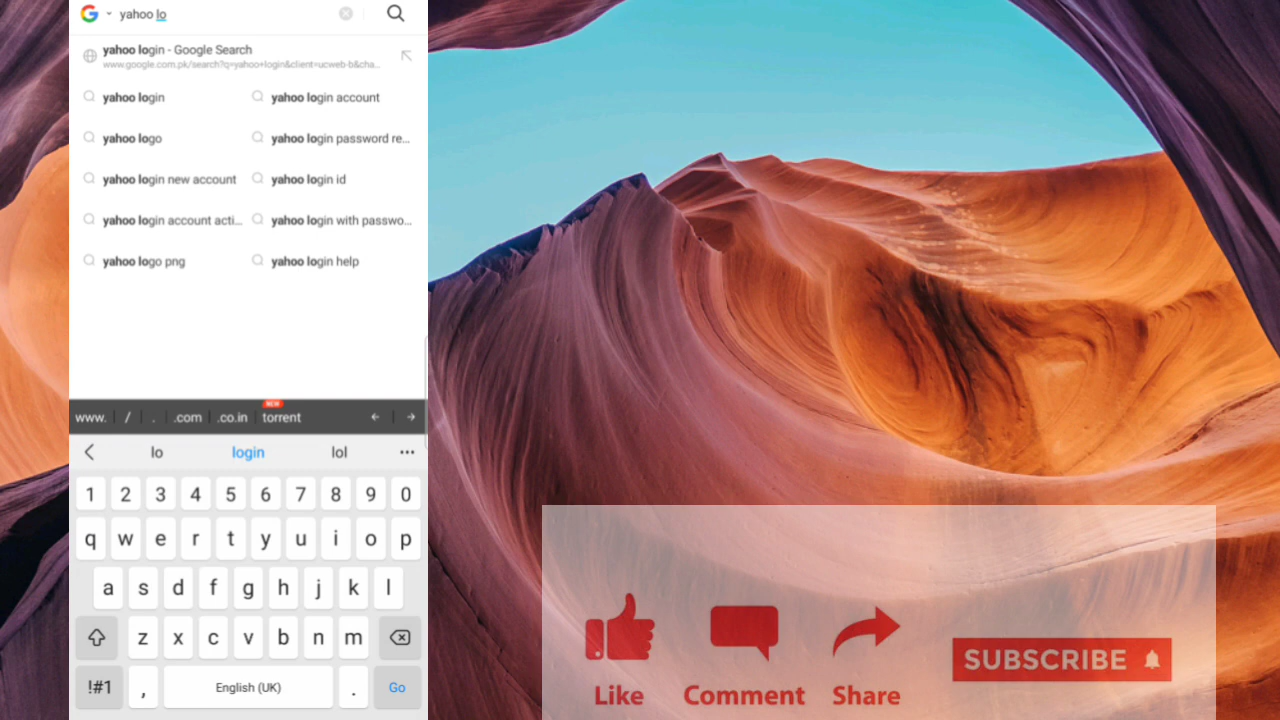 yahoo lo
yahoo login - Google Search
www.google.com.pk/search?q=yahoo+login&client=ucweb-b&cha...
yahoo login
yahoo login account
yahoo logo
yahoo login password re...
yahoo login new account
yahoo login id
yahoo login account acti...
yahoo login with passwo...
yahoo logo png
yahoo login help
NEW
www. / . .com .co.in torrent
lo login lol ...
1 2 3 4 5 6 7 8 9 0
q w e r t y u i o p
a s d f g h j k l
z x c v b n m
!#1 , English (UK) . Go
SUBSCRIBE
Like Comment Share